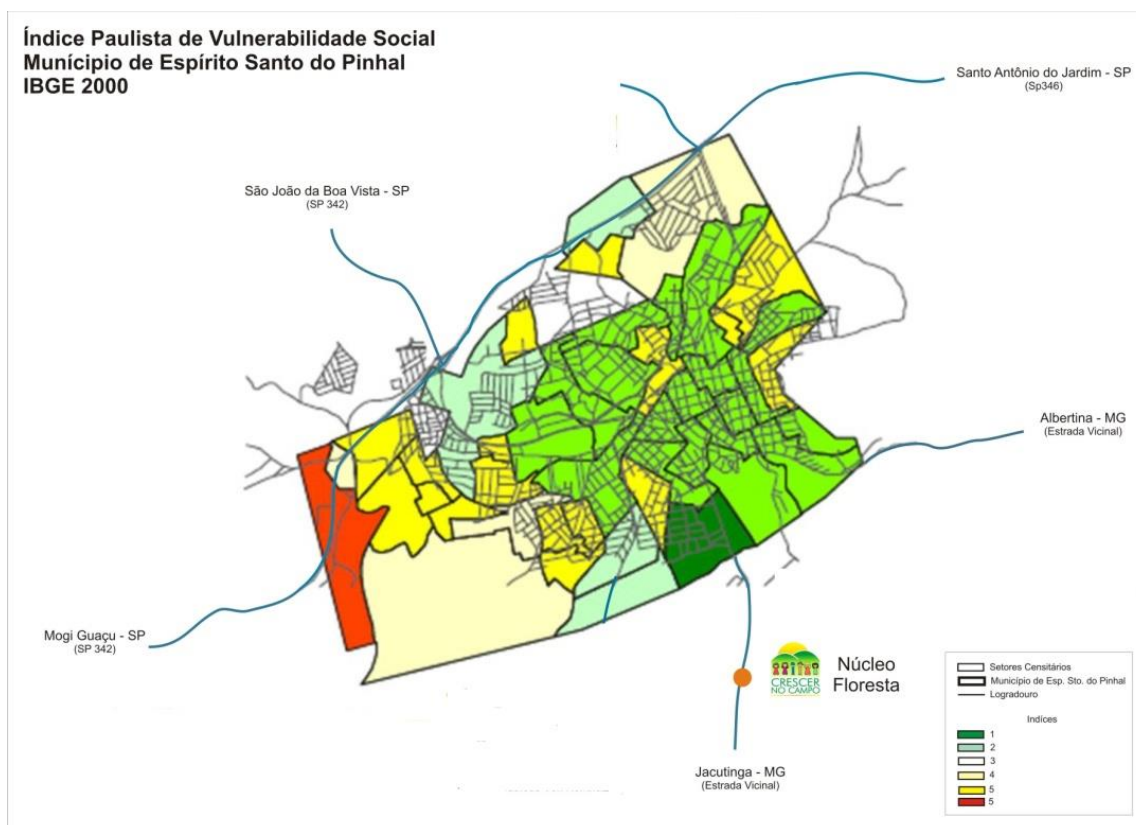 Índice Paulista de Vulnerabilidade Social
Munícipio de Espírito Santo do Pinhal
IBGE 2000
Santo Antônio do Jardim - SP
(Sp346)
São João da Boa Vista - SP
(SP 342)
Albertina - MG
(Estrada Vicinal)
Mogi Guaçu - SP
(SP 342)
CRESCER
NO CAMPO
Núcleo
Floresta
Jacutinga - MG
(Estrada Vicinal)
Setores Censitários
Município de Esp. Sto. do Pinhal
Logradouro
Indices
1
2
3
4
5
5